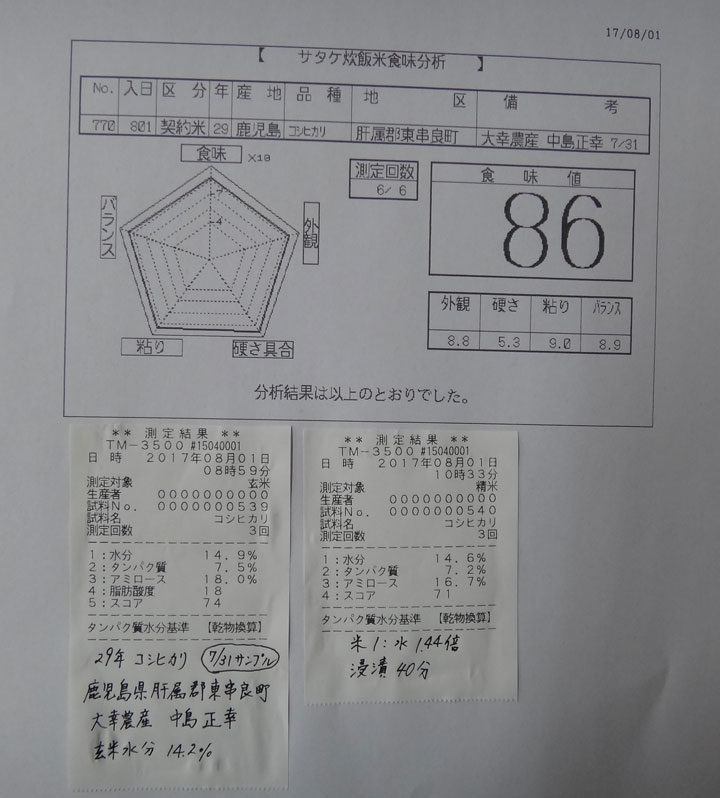 17/08/01
【 サタケ炊飯米食味分析 】
No. 入日 区分 年 産地 品種 地区 備考
770 801 契約米 29 鹿児島 コシヒカリ 肝属郡東串良町 大幸農産 中島正幸 7/31
食味 ×10
7
4
バランス
外観
粘り
硬さ具合
測定回数
6/ 6
食味値
86
外観 硬さ 粘り バランス
8.8 5.3 9.0 8.9
分析結果は以上のとおりでした。
** 測定結果 **
TM-3500 #15040001
日 時 2017年08月01日
08時59分
測定対象 玄米
生産者 0000000000
試料No. 0000000539
試料名 コシヒカリ
測定回数 3回
1:水分 14.9%
2:タンパク質 7.5%
3:アミロース 18.0%
4:脂肪酸度 18
5:スコア 74
タンパク質水分基準 【乾物換算】
29年 コシヒカリ 7/31サンプル
鹿児島県肝属郡東串良町
大幸農産 中島正幸
玄米水分 14.2%
** 測定結果 **
TM-3500 #15040001
日 時 2017年08月01日
10時33分
測定対象 精米
生産者 0000000000
試料No. 0000000540
試料名 コシヒカリ
測定回数 3回
1:水分 14.6%
2:タンパク質 7.2%
3:アミロース 16.7%
4:スコア 71
タンパク質水分基準 【乾物換算】
米1:水1.44倍
浸漬40分